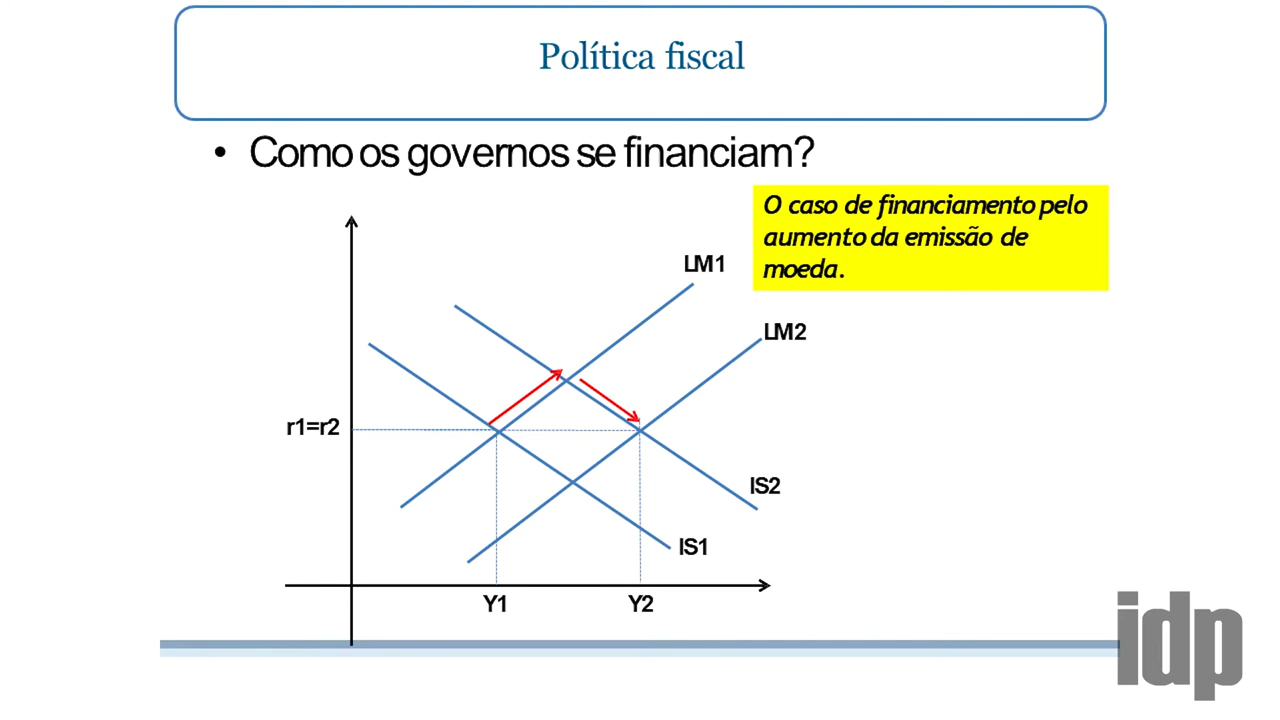 Política fiscal
• Como os governos se financiam?
O caso de financiamento pelo
aumento da emissão de
moeda.
LM1
LM2
r1=r2
IS2
IS1
Y1
Y2
idp